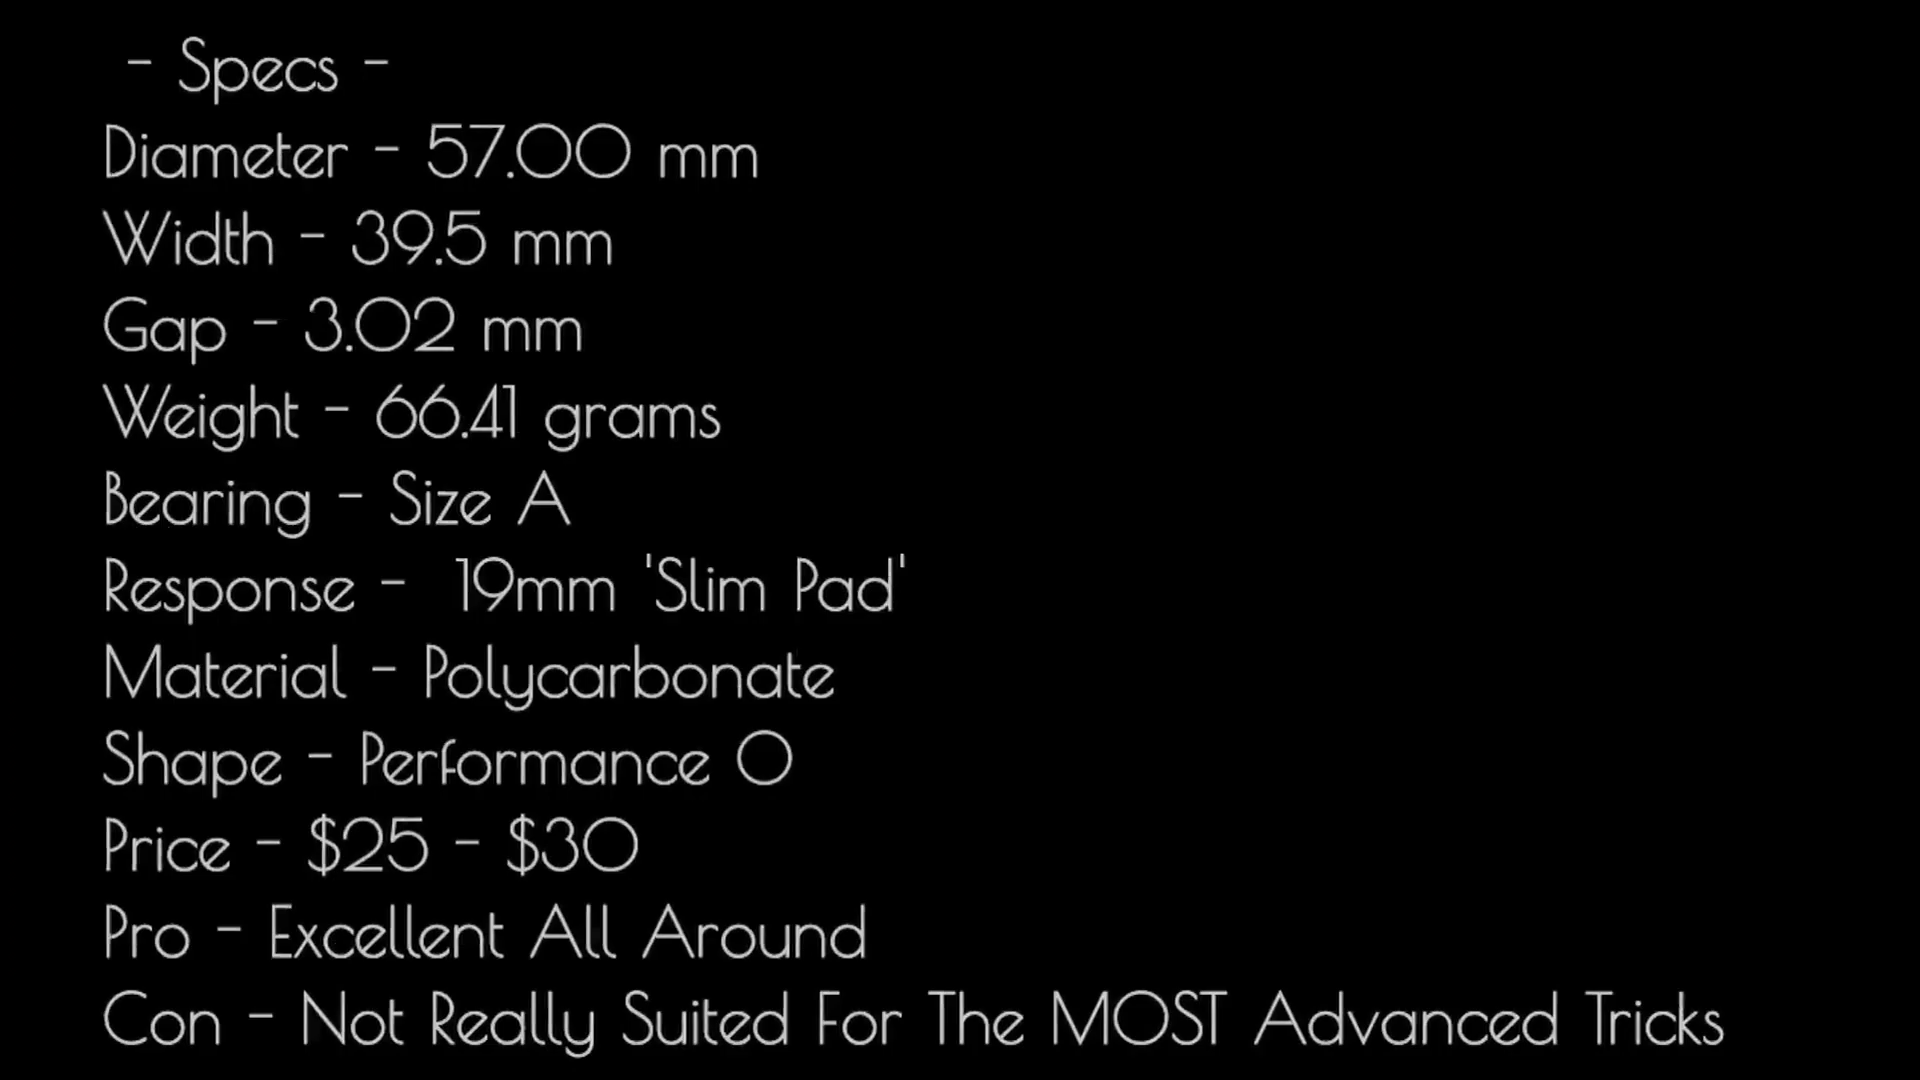 - Specs -
Diameter - 57.00 mm
Width - 39.5 mm
Gap - 3.02 mm
Weight - 66.41 grams
Bearing - Size A
Response - 19mm 'Slim Pad'
Material - Polycarbonate
Shape - Performance O
Price - $25 - $30
Pro - Excellent All Around
Con - Not Really Suited For The MOST Advanced Tricks